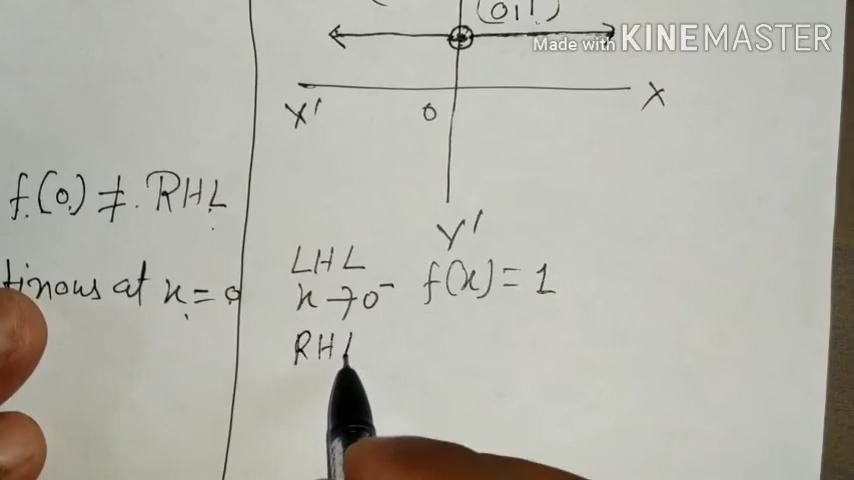 (0,1)
Made with KINEMASTER
X' 0 X
f(0) ≠ RHL
Y'
LHL
tinous at x = 0
x→0⁻ f(x) = 1
RHL